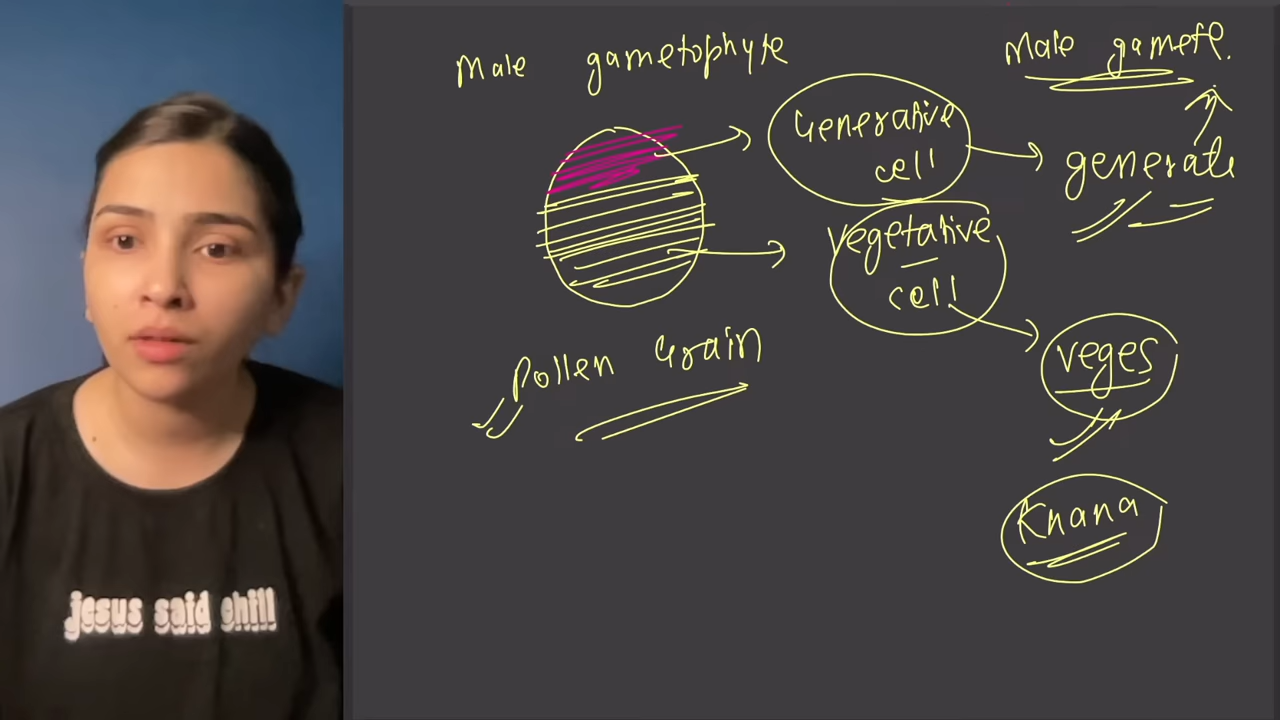 Male gametophyte
Male gamete.
Generative
cell
generate
vegetative
cell
Pollen Grain
veges
Khana
jesus said chill